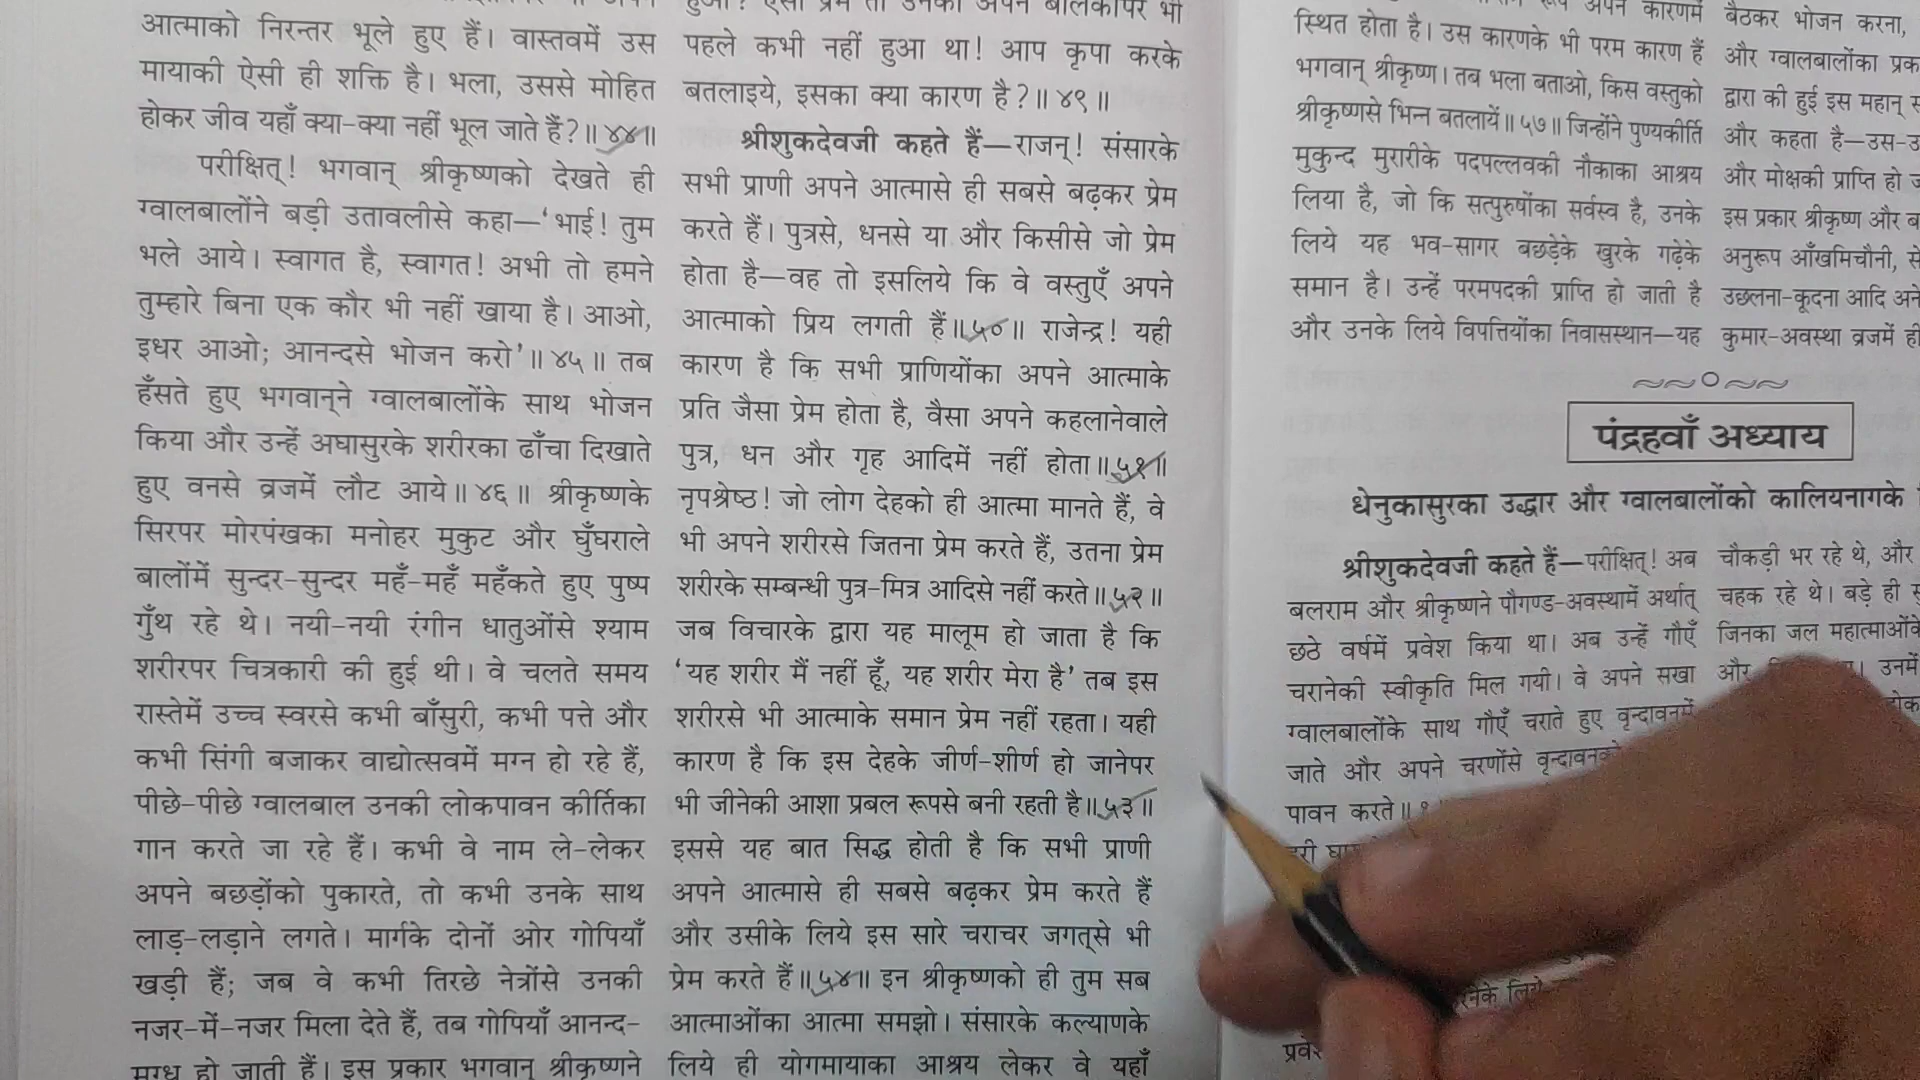 आत्माको निरन्तर भूले हुए हैं। वास्तवमें उस
मायाकी ऐसी ही शक्ति है। भला, उससे मोहित
होकर जीव यहाँ क्या-क्या नहीं भूल जाते हैं?॥ ४४॥
परीक्षित्! भगवान् श्रीकृष्णको देखते ही
ग्वालबालोंने बड़ी उतावलीसे कहा—‘भाई! तुम
भले आये। स्वागत है, स्वागत! अभी तो हमने
तुम्हारे बिना एक कौर भी नहीं खाया है। आओ,
इधर आओ; आनन्दसे भोजन करो’॥ ४५॥ तब
हँसते हुए भगवान्‌ने ग्वालबालोंके साथ भोजन
किया और उन्हें अघासुरके शरीरका ढाँचा दिखाते
हुए वनसे व्रजमें लौट आये॥ ४६॥ श्रीकृष्णके
सिरपर मोरपंखका मनोहर मुकुट और घुँघराले
बालोंमें सुन्दर-सुन्दर महँ-महँ महँकते हुए पुष्प
गुँथ रहे थे। नयी-नयी रंगीन धातुओंसे श्याम
शरीरपर चित्रकारी की हुई थी। वे चलते समय
रास्तेमें उच्च स्वरसे कभी बाँसुरी, कभी पत्ते और
कभी सिंगी बजाकर वाद्योत्सवमें मग्न हो रहे हैं,
पीछे-पीछे ग्वालबाल उनकी लोकपावन कीर्तिका
गान करते जा रहे हैं। कभी वे नाम ले-लेकर
अपने बछड़ोंको पुकारते, तो कभी उनके साथ
लाड़-लड़ाने लगते। मार्गके दोनों ओर गोपियाँ
खड़ी हैं; जब वे कभी तिरछे नेत्रोंसे उनकी
नजर-में-नजर मिला देते हैं, तब गोपियाँ आनन्द-
मुग्ध हो जाती हैं। इस प्रकार भगवान् श्रीकृष्णने
हुआ? ऐसा प्रेम तो उनका अपने बालकोंपर भी
पहले कभी नहीं हुआ था! आप कृपा करके
बतलाइये, इसका क्या कारण है?॥ ४९॥
श्रीशुकदेवजी कहते हैं—राजन्! संसारके
सभी प्राणी अपने आत्मासे ही सबसे बढ़कर प्रेम
करते हैं। पुत्रसे, धनसे या और किसीसे जो प्रेम
होता है—वह तो इसलिये कि वे वस्तुएँ अपने
आत्माको प्रिय लगती हैं॥ ५०॥ राजेन्द्र! यही
कारण है कि सभी प्राणियोंका अपने आत्माके
प्रति जैसा प्रेम होता है, वैसा अपने कहलानेवाले
पुत्र, धन और गृह आदिमें नहीं होता॥ ५१॥
नृपश्रेष्ठ! जो लोग देहको ही आत्मा मानते हैं, वे
भी अपने शरीरसे जितना प्रेम करते हैं, उतना प्रेम
शरीरके सम्बन्धी पुत्र-मित्र आदिसे नहीं करते॥ ५२॥
जब विचारके द्वारा यह मालूम हो जाता है कि
‘यह शरीर मैं नहीं हूँ, यह शरीर मेरा है’ तब इस
शरीरसे भी आत्माके समान प्रेम नहीं रहता। यही
कारण है कि इस देहके जीर्ण-शीर्ण हो जानेपर
भी जीनेकी आशा प्रबल रूपसे बनी रहती है॥ ५३॥
इससे यह बात सिद्ध होती है कि सभी प्राणी
अपने आत्मासे ही सबसे बढ़कर प्रेम करते हैं
और उसीके लिये इस सारे चराचर जगत्‌से भी
प्रेम करते हैं॥ ५४॥ इन श्रीकृष्णको ही तुम सब
आत्माओंका आत्मा समझो। संसारके कल्याणके
लिये ही योगमायाका आश्रय लेकर वे यहाँ
रूप अपने कारणमें
स्थित होता है। उस कारणके भी परम कारण हैं
भगवान् श्रीकृष्ण। तब भला बताओ, किस वस्तुको
श्रीकृष्णसे भिन्न बतलायें॥ ५७॥ जिन्होंने पुण्यकीर्ति
मुकुन्द मुरारीके पदपल्लवकी नौकाका आश्रय
लिया है, जो कि सत्पुरुषोंका सर्वस्व है, उनके
लिये यह भव-सागर बछड़ेके खुरके गढ़ेके
समान है। उन्हें परमपदकी प्राप्ति हो जाती है
और उनके लिये विपत्तियोंका निवासस्थान—यह
बैठकर भोजन करना,
और ग्वालबालोंका
द्वारा की हुई इस महान्
और कहता है—उस-
और मोक्षकी प्राप्ति हो
इस प्रकार श्रीकृष्ण और
अनुरूप आँखमिचौनी,
उछलना-कूदना आदि
कुमार-अवस्था व्रजमें ही
पंद्रहवाँ अध्याय
धेनुकासुरका उद्धार और ग्वालबालोंको कालियनागके
श्रीशुकदेवजी कहते हैं—परीक्षित्! अब
बलराम और श्रीकृष्णने पौगण्ड-अवस्थामें अर्थात्
छठे वर्षमें प्रवेश किया था। अब उन्हें गौएँ
चरानेकी स्वीकृति मिल गयी। वे अपने सखा
ग्वालबालोंके साथ गौएँ चराते हुए वृन्दावनमें
जाते और अपने चरणोंसे वृन्दावनको
पावन करते॥
चौकड़ी भर रहे थे, और
चहक रहे थे। बड़े ही
जिनका जल महात्माओंके
और उनमें